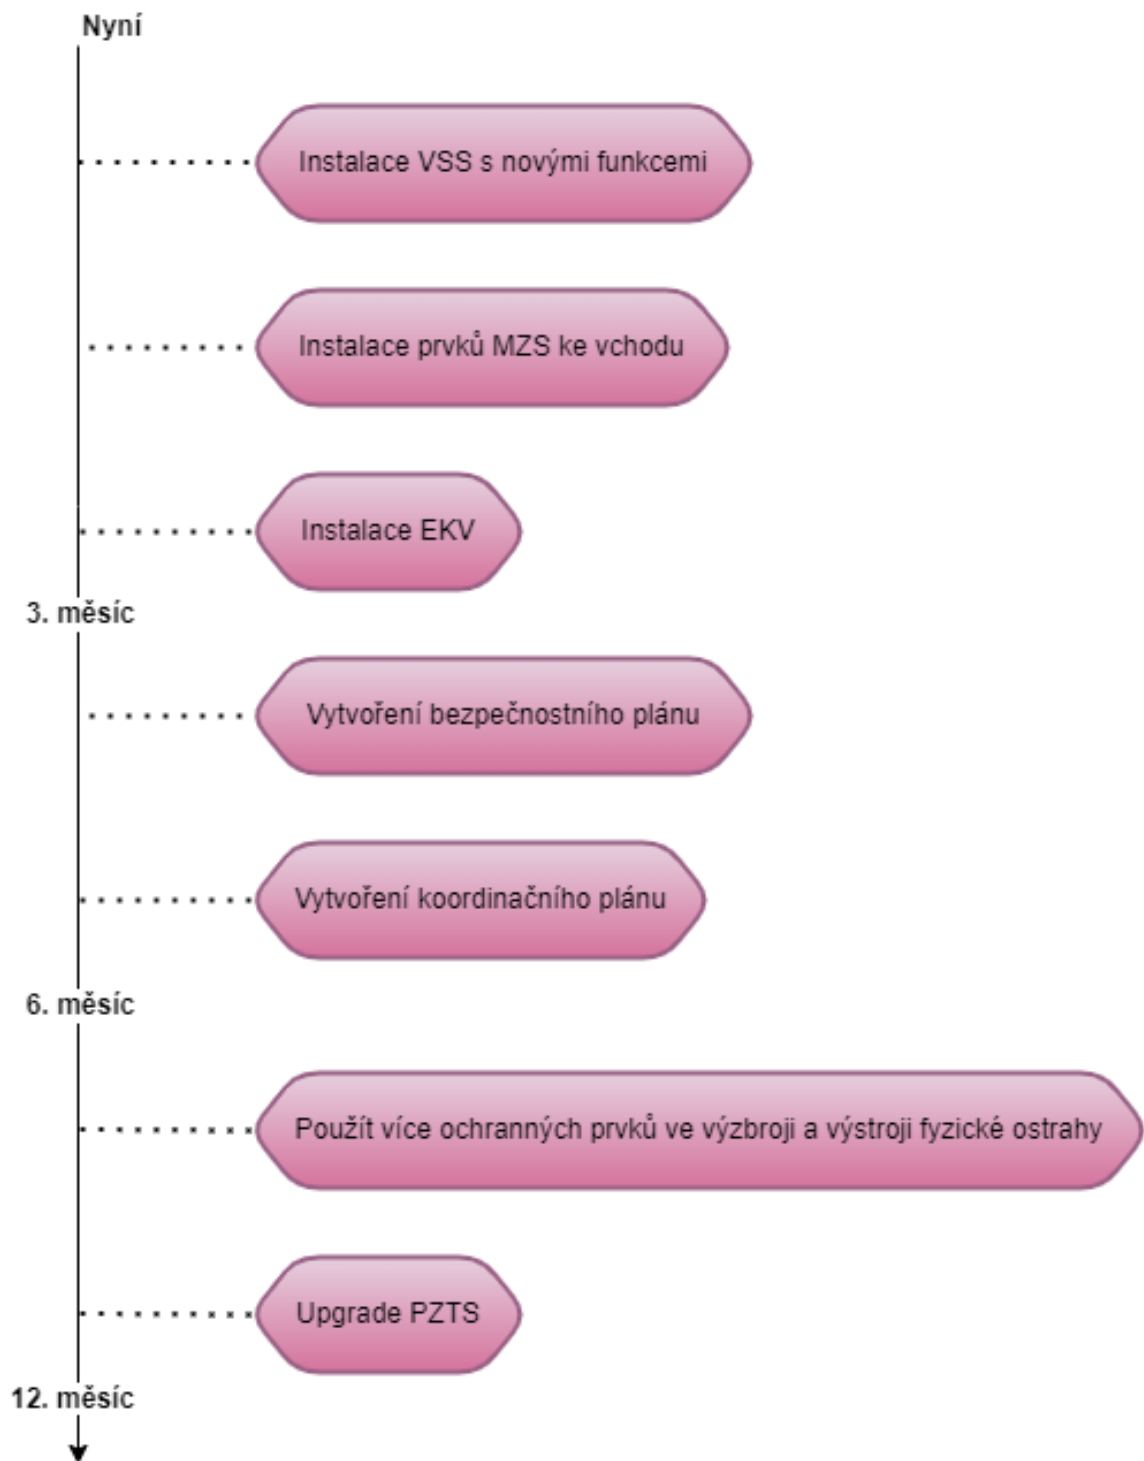 Nyní
Instalace VSS s novými funkcemi
Instalace prvků MZS ke vchodu
Instalace EKV
3. měsíc
Vytvoření bezpečnostního plánu
Vytvoření koordinačního plánu
6. měsíc
Použít více ochranných prvků ve výzbroji a výstroji fyzické ostrahy
Upgrade PZTS
12. měsíc